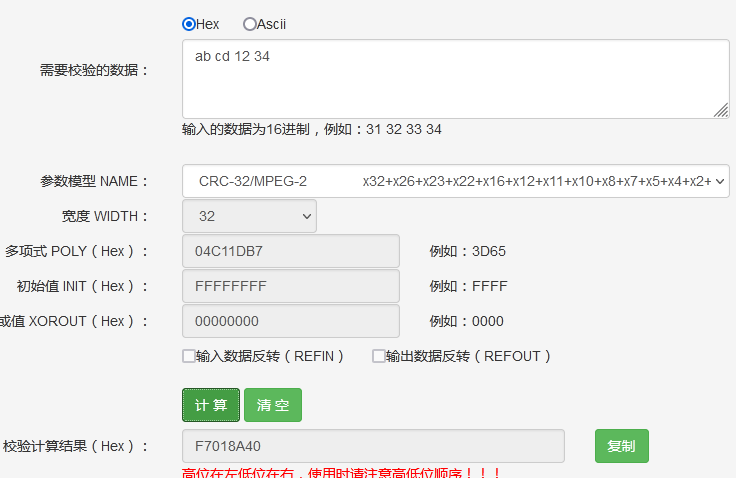 Hex Ascii
需要校验的数据：
ab cd 12 34
输入的数据为16进制，例如：31 32 33 34
参数模型 NAME： CRC-32/MPEG-2 x32+x26+x23+x22+x16+x12+x11+x10+x8+x7+x5+x4+x2+
宽度 WIDTH： 32
多项式 POLY（Hex）： 04C11DB7 例如：3D65
初始值 INIT（Hex）： FFFFFFFF 例如：FFFF
或值 XOROUT（Hex）： 00000000 例如：0000
输入数据反转（REFIN） 输出数据反转（REFOUT）
计算 清空
校验计算结果（Hex）： F7018A40 复制
高位在左低位在右，使用时请注意高低位顺序！！！